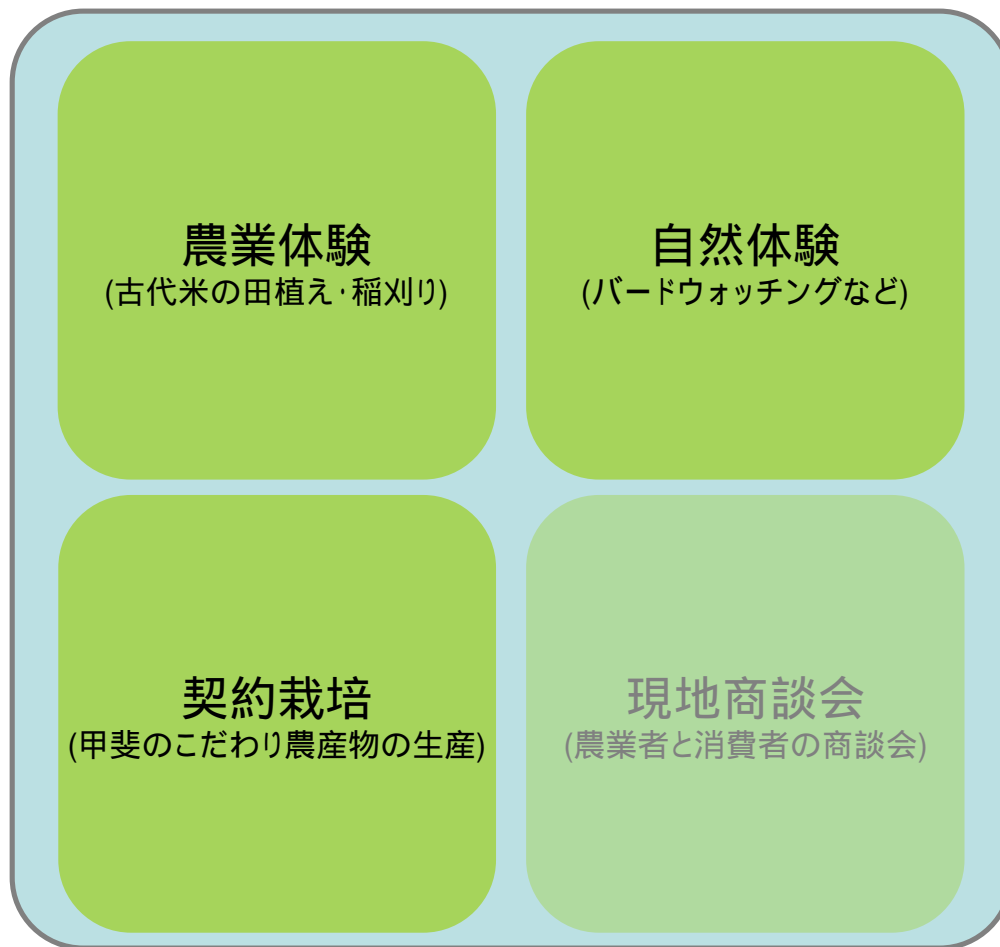 農業体験
(古代米の田植え・稲刈り)
自然体験
(バードウォッチングなど)
契約栽培
(甲斐のこだわり農産物の生産)
現地商談会
(農業者と消費者の商談会)